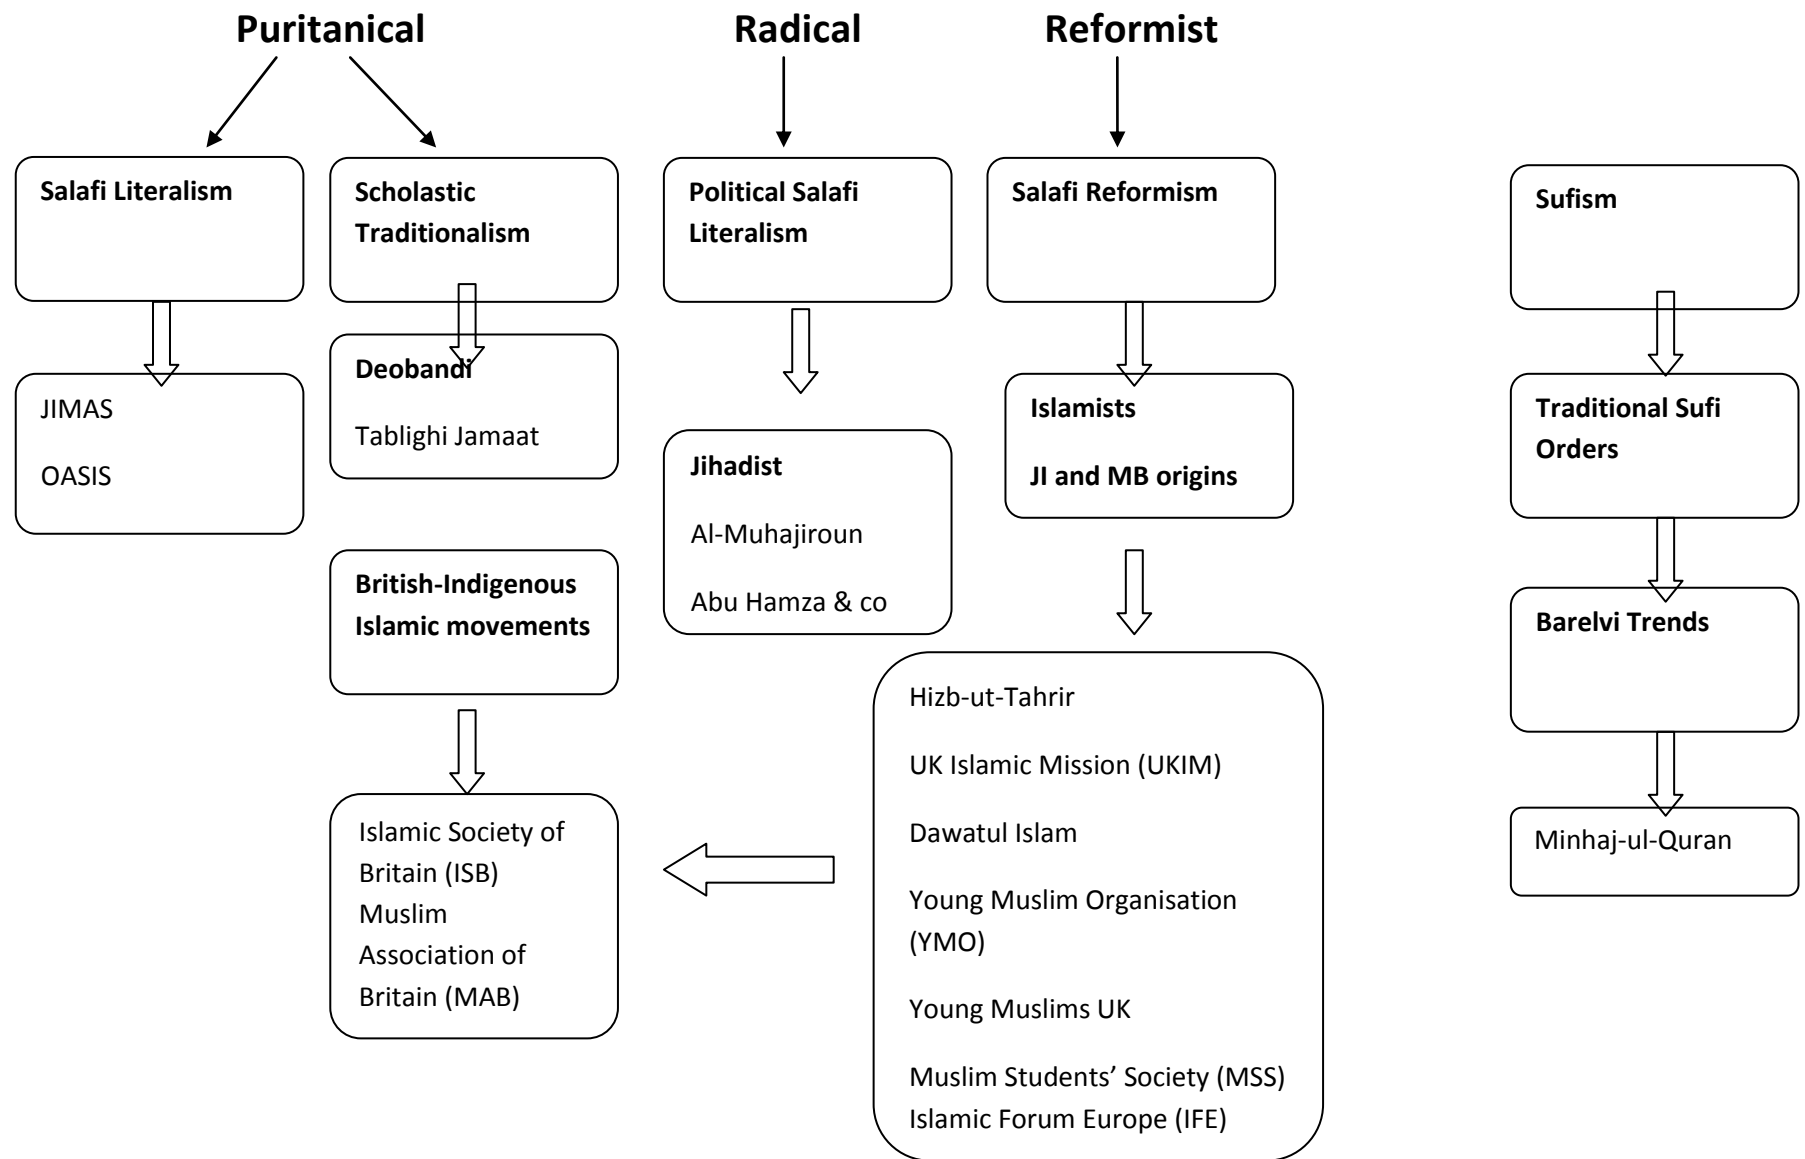 Puritanical
Radical
Reformist
Salafi Literalism
Scholastic
Traditionalism
Political Salafi
Literalism
Salafi Reformism
Sufism
JIMAS
OASIS
Deobandi
Tablighi Jamaat
Jihadist
Al-Muhajiroun
Abu Hamza & co
Islamists
JI and MB origins
Traditional Sufi
Orders
British-Indigenous
Islamic movements
Barelvi Trends
Islamic Society of
Britain (ISB)
Muslim
Association of
Britain (MAB)
Hizb-ut-Tahrir
UK Islamic Mission (UKIM)
Dawatul Islam
Young Muslim Organisation
(YMO)
Young Muslims UK
Muslim Students’ Society (MSS)
Islamic Forum Europe (IFE)
Minhaj-ul-Quran